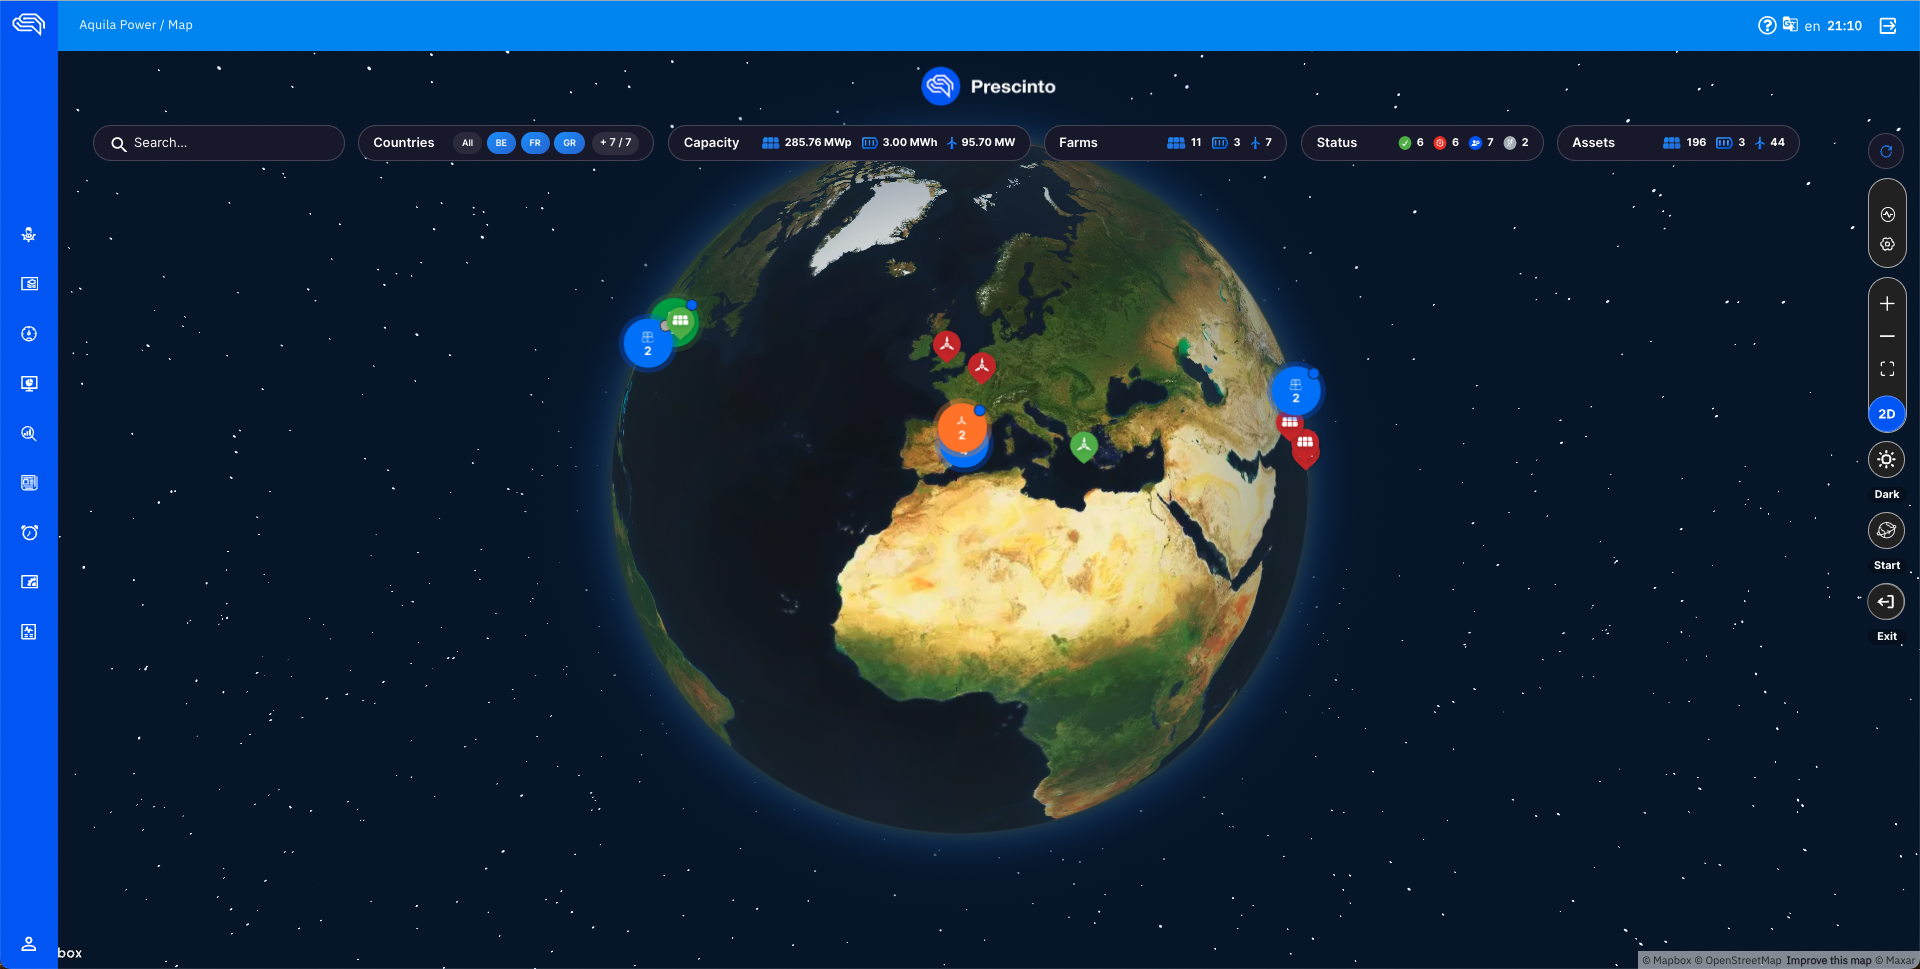 Aquila Power / Map
en 21:10
Prescinto
Search...
Countries All BE FR GR + 7 / 7
Capacity 285.76 MWp 3.00 MWh 95.70 MW
Farms 11 3 7
Status 6 6 7 2
Assets 196 3 44
2
2
2
2D
Dark
Start
Exit
box
© Mapbox © OpenStreetMap Improve this map © Maxar